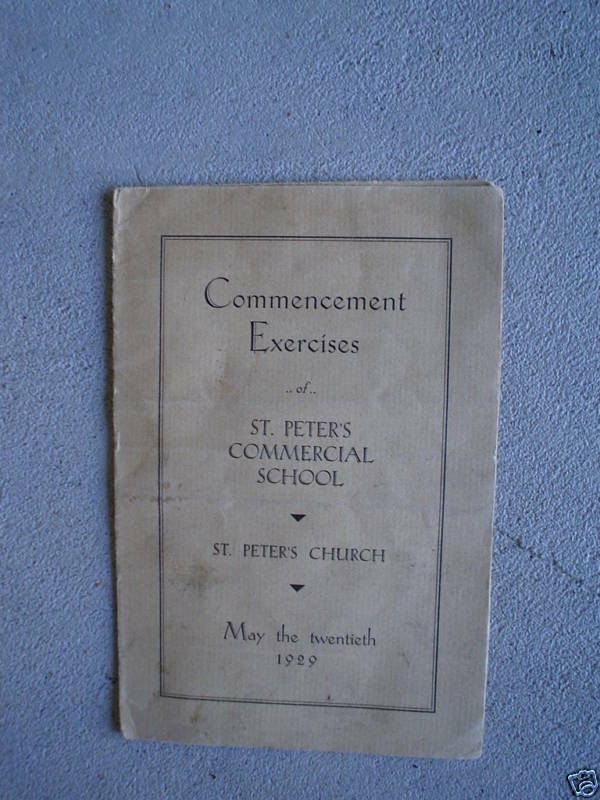 Commencement
Exercises
.. of ..
ST. PETER'S
COMMERCIAL
SCHOOL
ST. PETER'S CHURCH
May the twentieth
1929